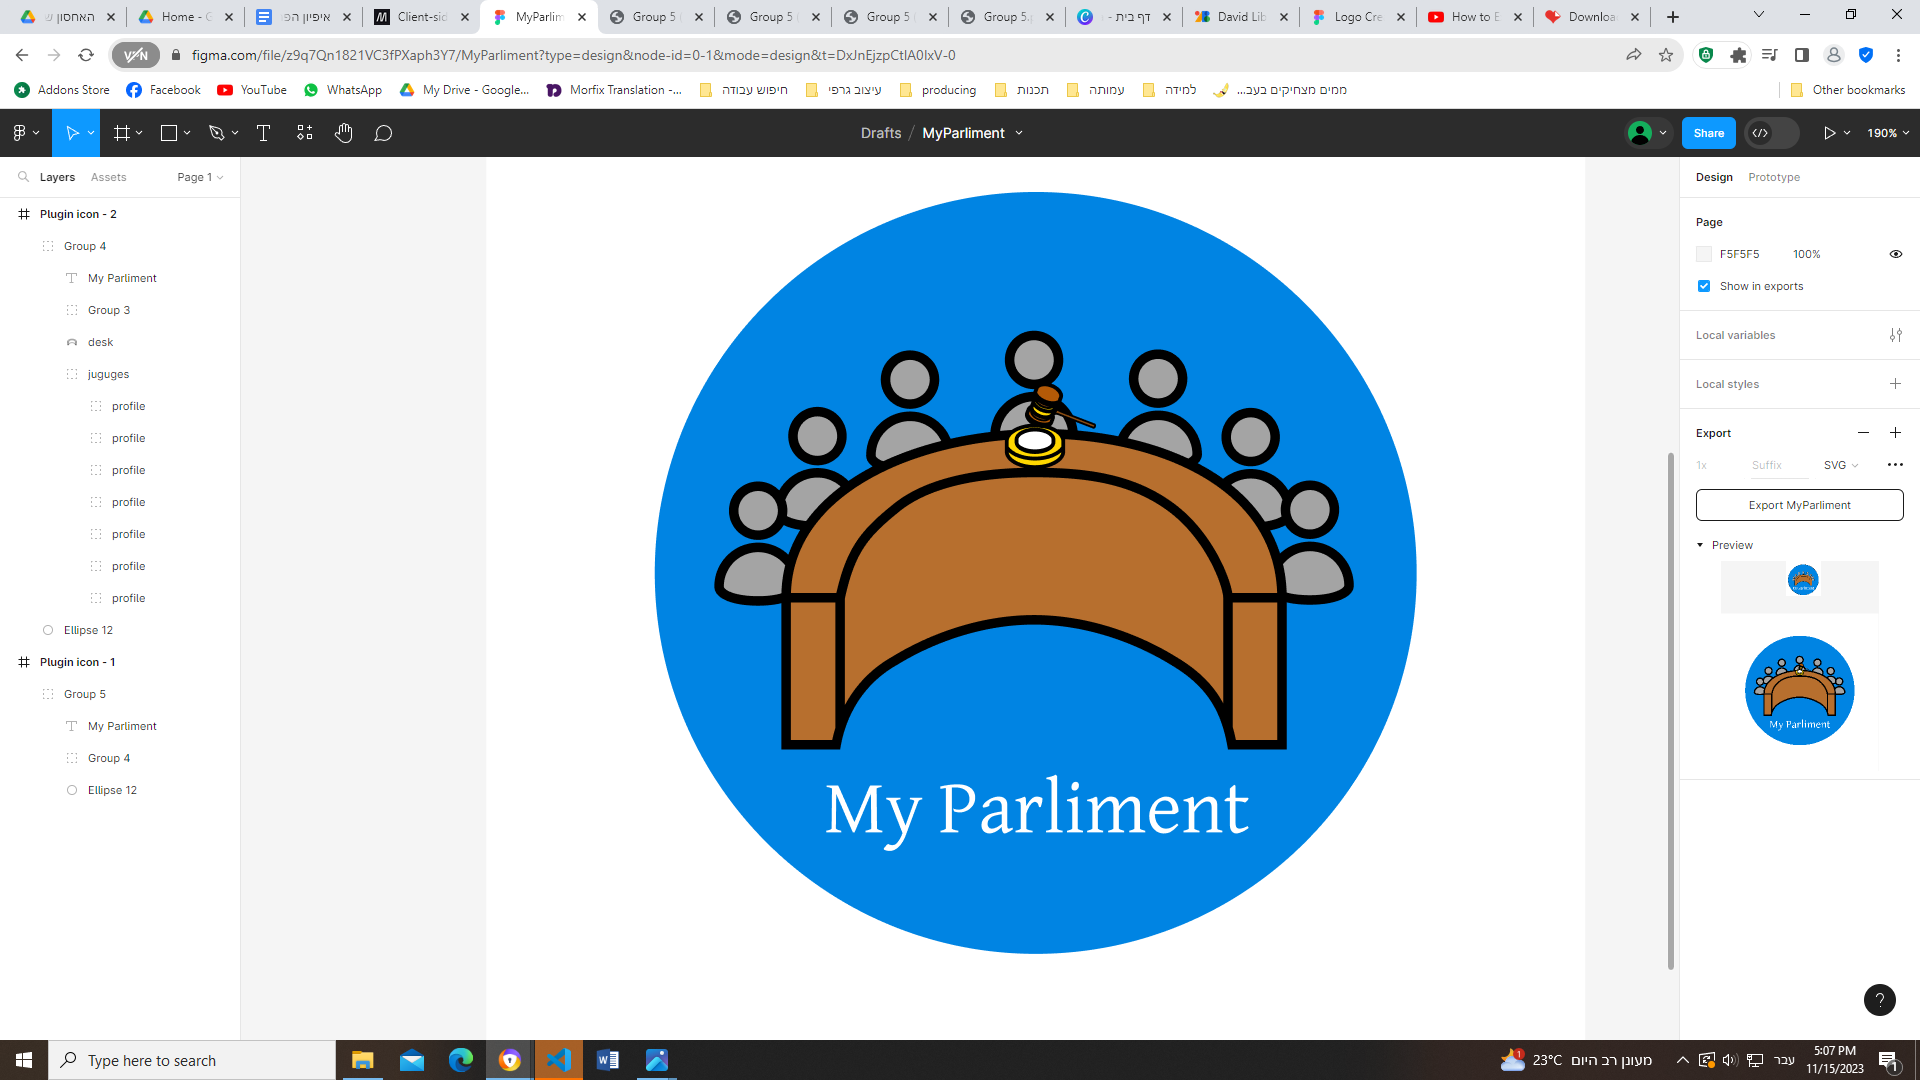 האחסון ש
Home - G
איפיון הפ
Client-sid
MyParlim
Group 5
Group 5
Group 5
Group 5.p
דף בית -
David Lib
Logo Cre
How to E
Downloa
VPN
figma.com/file/z9q7Qn1821VC3fPXaph3Y7/MyParliment?type=design&node-id=0-1&mode=design&t=DxJnEjzpCtlA0IxV-0
Addons Store
Facebook
YouTube
WhatsApp
My Drive - Google...
Morfix Translation -...
חיפוש עבודה
עיצוב גרפי
producing
תכנות
עמותה
למידה
ממים מצחיקים בעב...
Other bookmarks
Drafts / MyParliment
Share
190%
Layers
Assets
Page 1
Design
Prototype
Plugin icon - 2
Group 4
My Parliment
Group 3
desk
juguges
profile
profile
profile
profile
profile
profile
profile
Ellipse 12
Plugin icon - 1
Group 5
My Parliment
Group 4
Ellipse 12
My Parliment
Page
F5F5F5 100%
Show in exports
Local variables
Local styles
Export
1x Suffix SVG
Export MyParliment
Preview
My Parliment
?
Type here to search
1
23°C מעונן רב היום
עבר
5:07 PM
11/15/2023
1